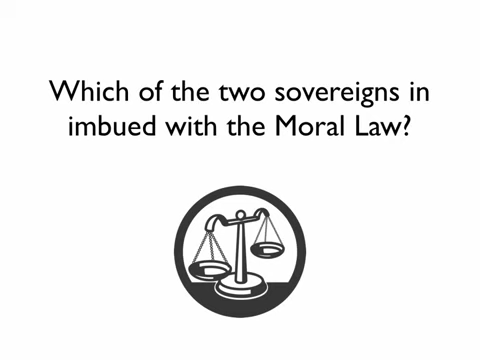 Which of the two sovereigns in
imbued with the Moral Law?